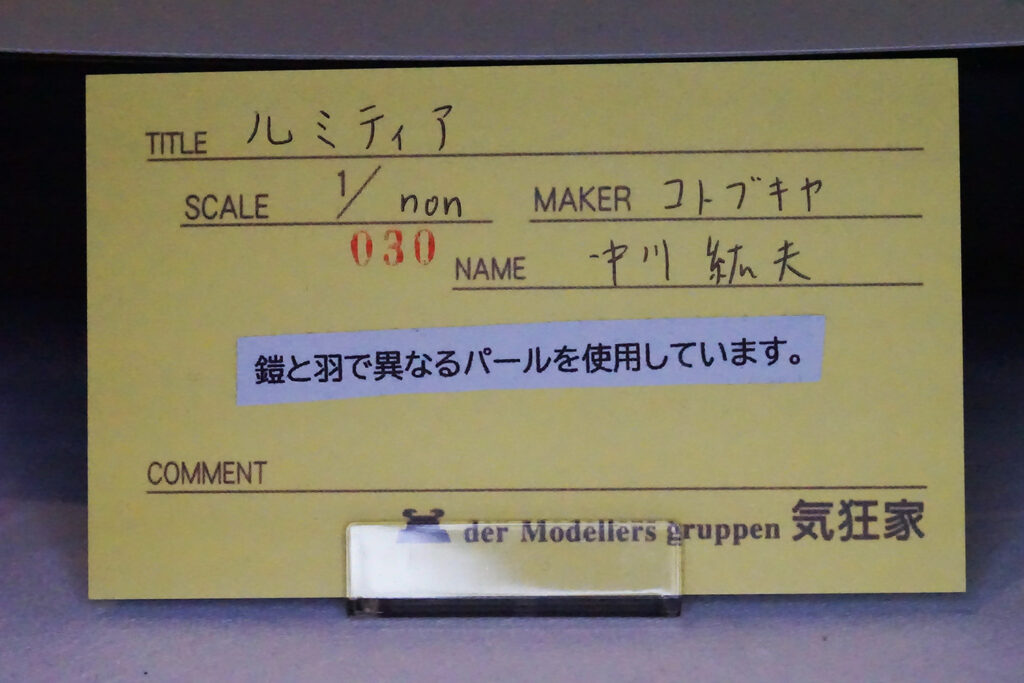 TITLE ルミティア
SCALE 1/non MAKER コトブキヤ
030 NAME 中川 紘夫
鎧と羽で異なるパールを使用しています。
COMMENT
der Modellers gruppen 気狂家